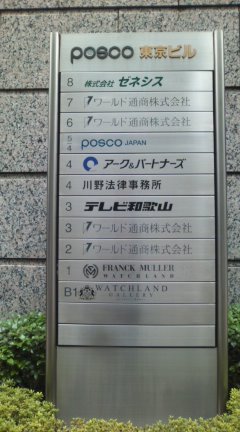 posco 東京ビル
8 株式会社 ゼネシス
7 ワールド通商株式会社
6 ワールド通商株式会社
5 4 posco JAPAN
4 アーク&パートナーズ
4 川野法律事務所
3 テレビ和歌山
3 ワールド通商株式会社
2 ワールド通商株式会社
1 FRANCK MULLER
WATCHLAND
B1 WATCHLAND
GALLERY